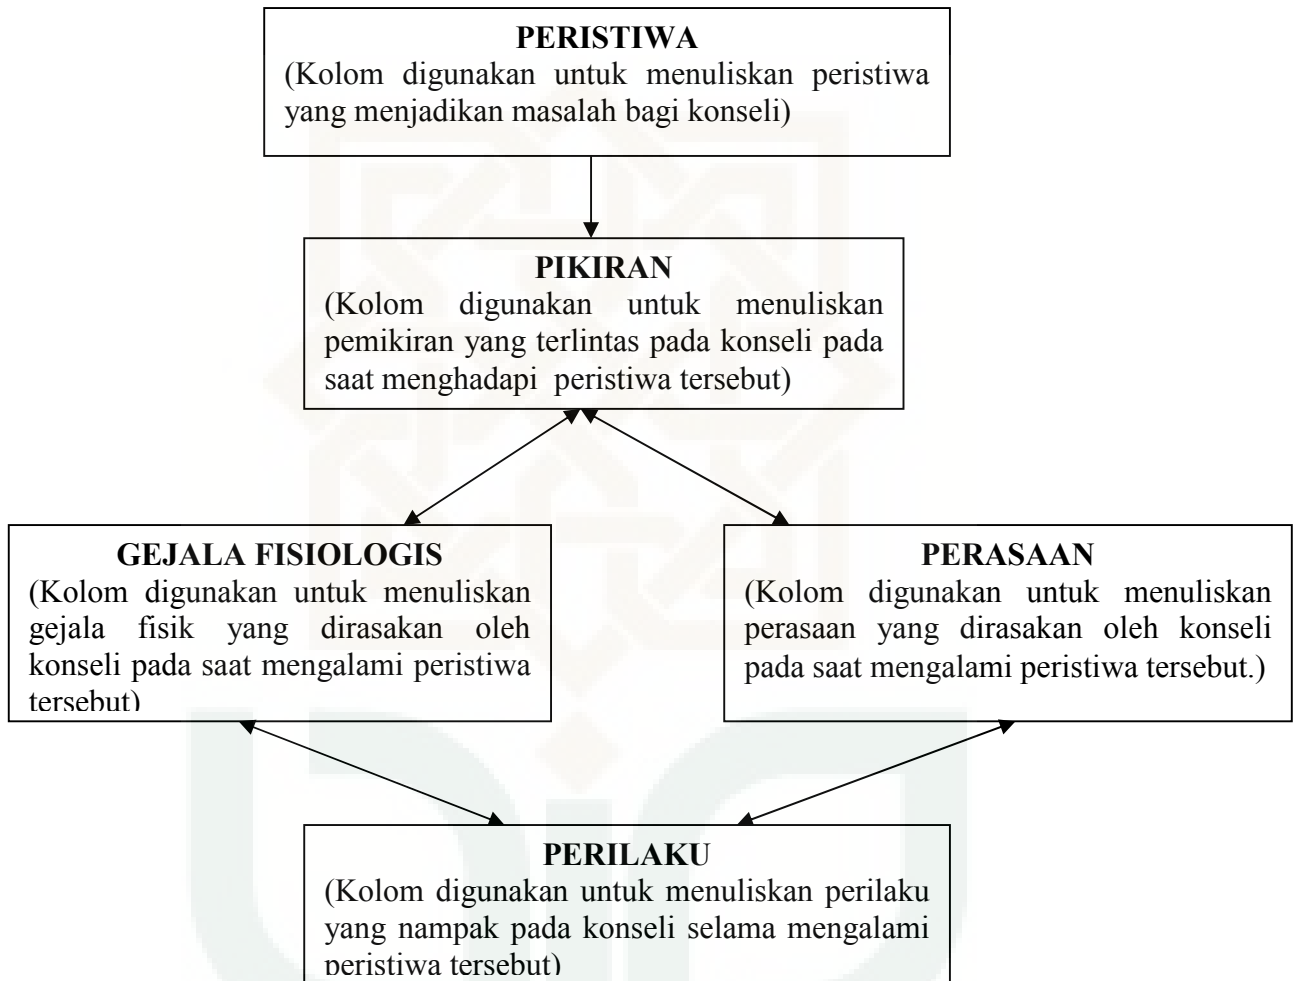 PERISTIWA
(Kolom digunakan untuk menuliskan peristiwa
yang menjadikan masalah bagi konseli)
PIKIRAN
(Kolom digunakan untuk menuliskan
pemikiran yang terlintas pada konseli pada
saat menghadapi peristiwa tersebut)
GEJALA FISIOLOGIS
(Kolom digunakan untuk menuliskan
gejala fisik yang dirasakan oleh
konseli pada saat mengalami peristiwa
tersebut)
PERASAAN
(Kolom digunakan untuk menuliskan
perasaan yang dirasakan oleh konseli
pada saat mengalami peristiwa tersebut.)
PERILAKU
(Kolom digunakan untuk menuliskan perilaku
yang nampak pada konseli selama mengalami
peristiwa tersebut)